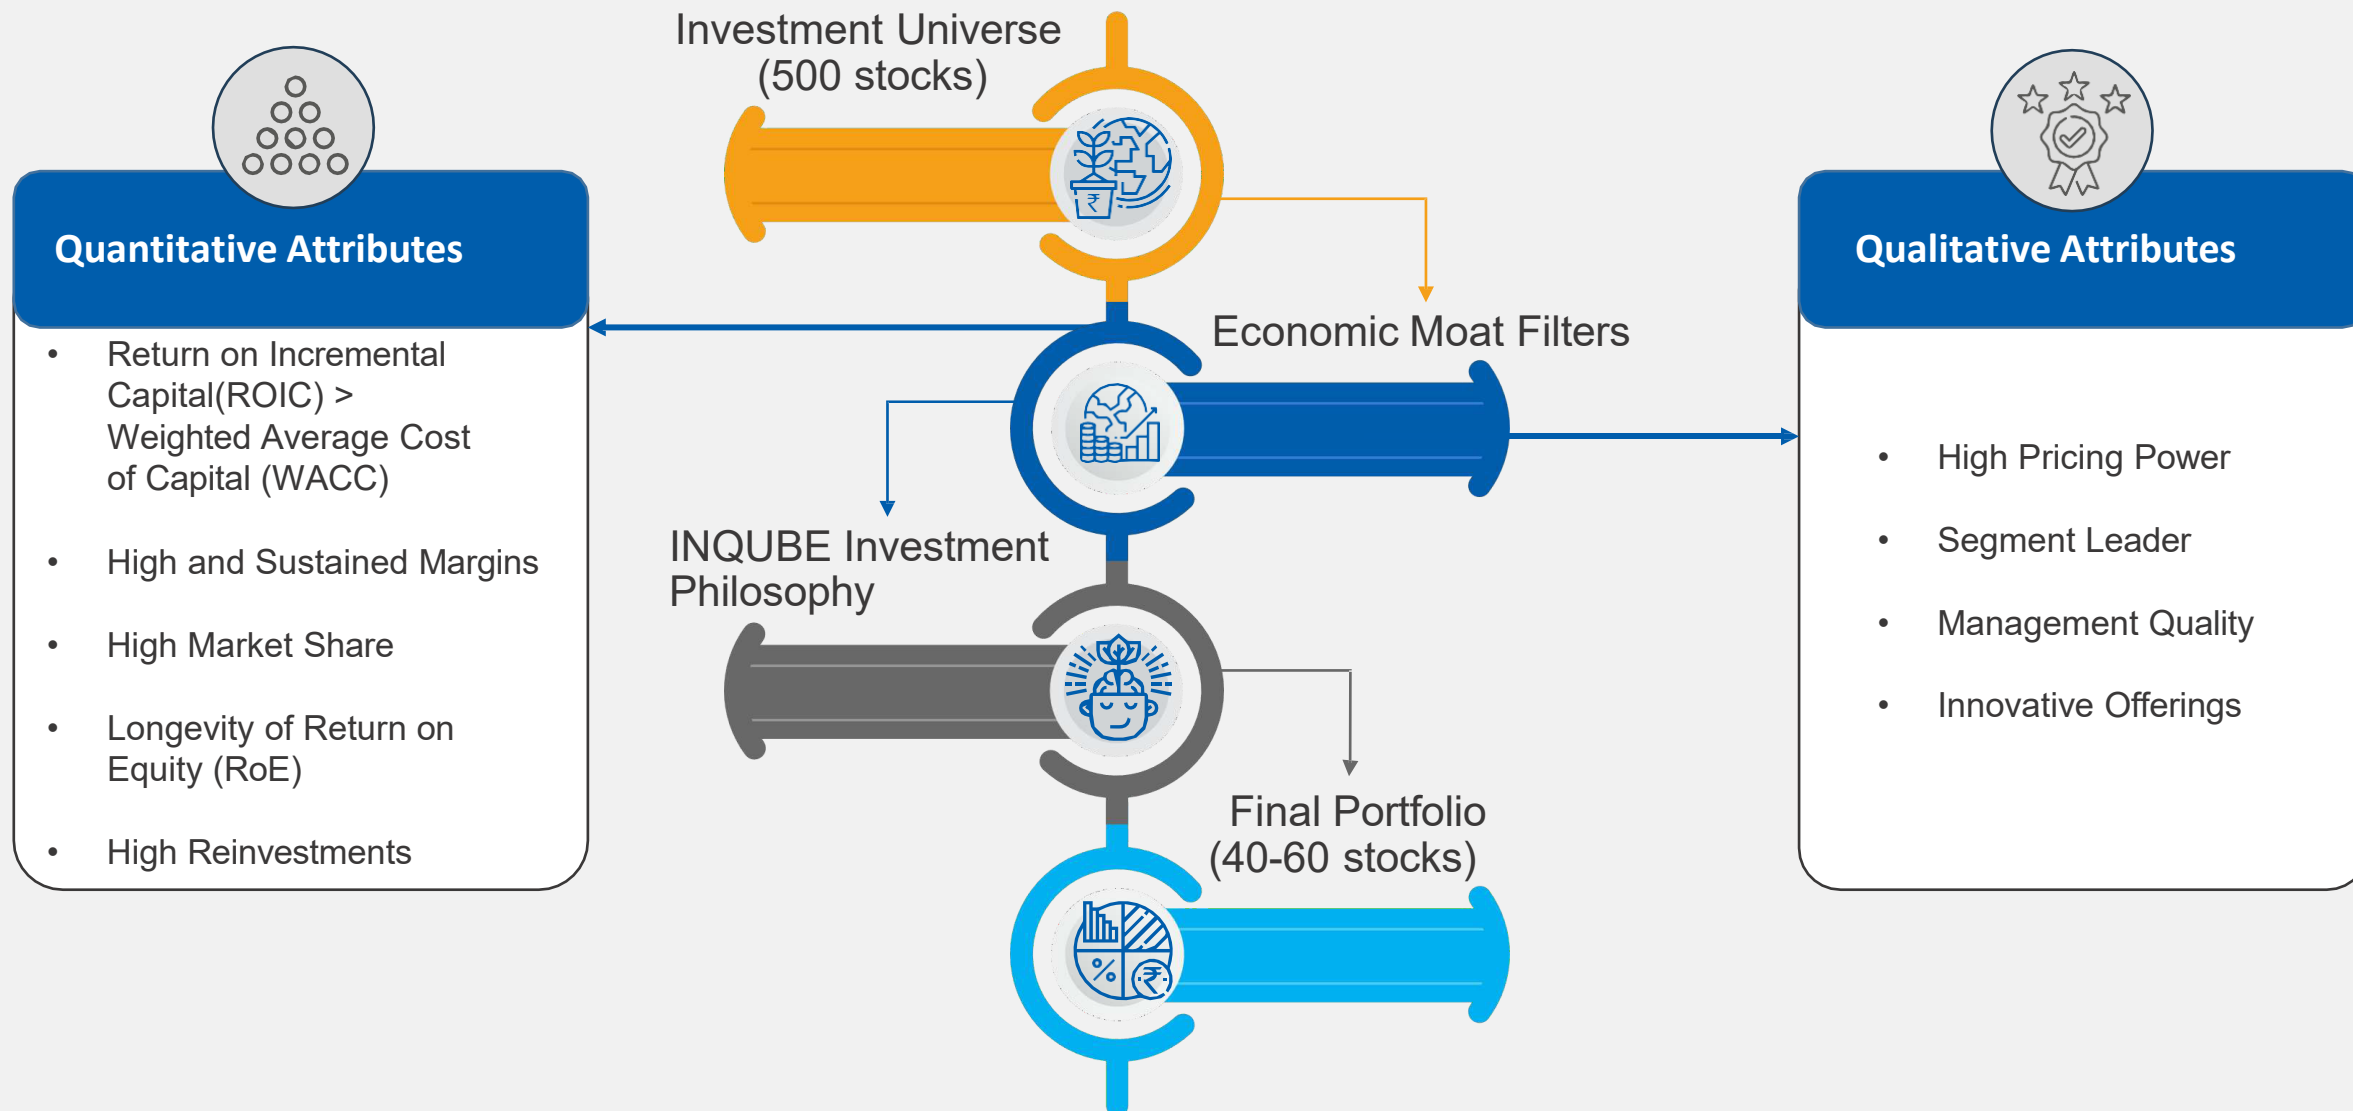 Investment Universe
(500 stocks)
Quantitative Attributes
• Return on Incremental
Capital(ROIC) >
Weighted Average Cost
of Capital (WACC)
• High and Sustained Margins
• High Market Share
• Longevity of Return on
Equity (RoE)
• High Reinvestments
₹
Economic Moat Filters
INQUBE Investment
Philosophy
Final Portfolio
(40-60 stocks)
%
₹
Qualitative Attributes
• High Pricing Power
• Segment Leader
• Management Quality
• Innovative Offerings